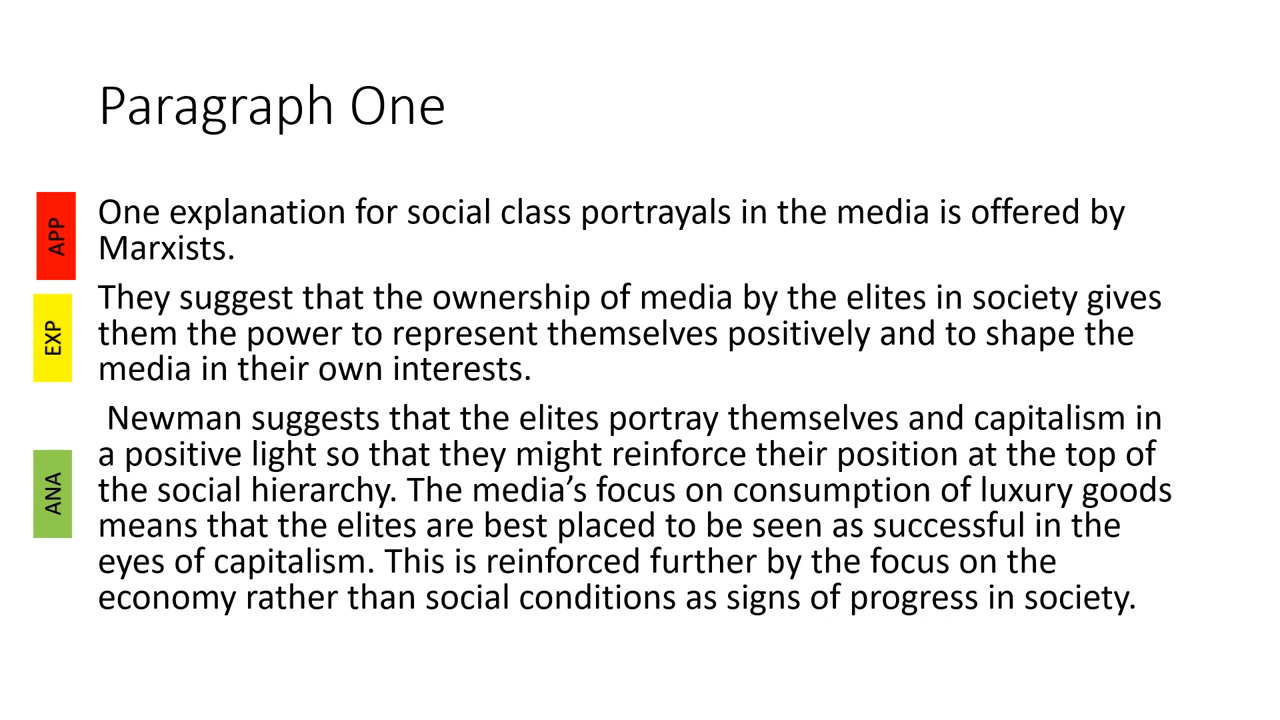 Paragraph One
APP
One explanation for social class portrayals in the media is offered by
Marxists.
EXP
They suggest that the ownership of media by the elites in society gives
them the power to represent themselves positively and to shape the
media in their own interests.
ANA
Newman suggests that the elites portray themselves and capitalism in
a positive light so that they might reinforce their position at the top of
the social hierarchy. The media’s focus on consumption of luxury goods
means that the elites are best placed to be seen as successful in the
eyes of capitalism. This is reinforced further by the focus on the
economy rather than social conditions as signs of progress in society.